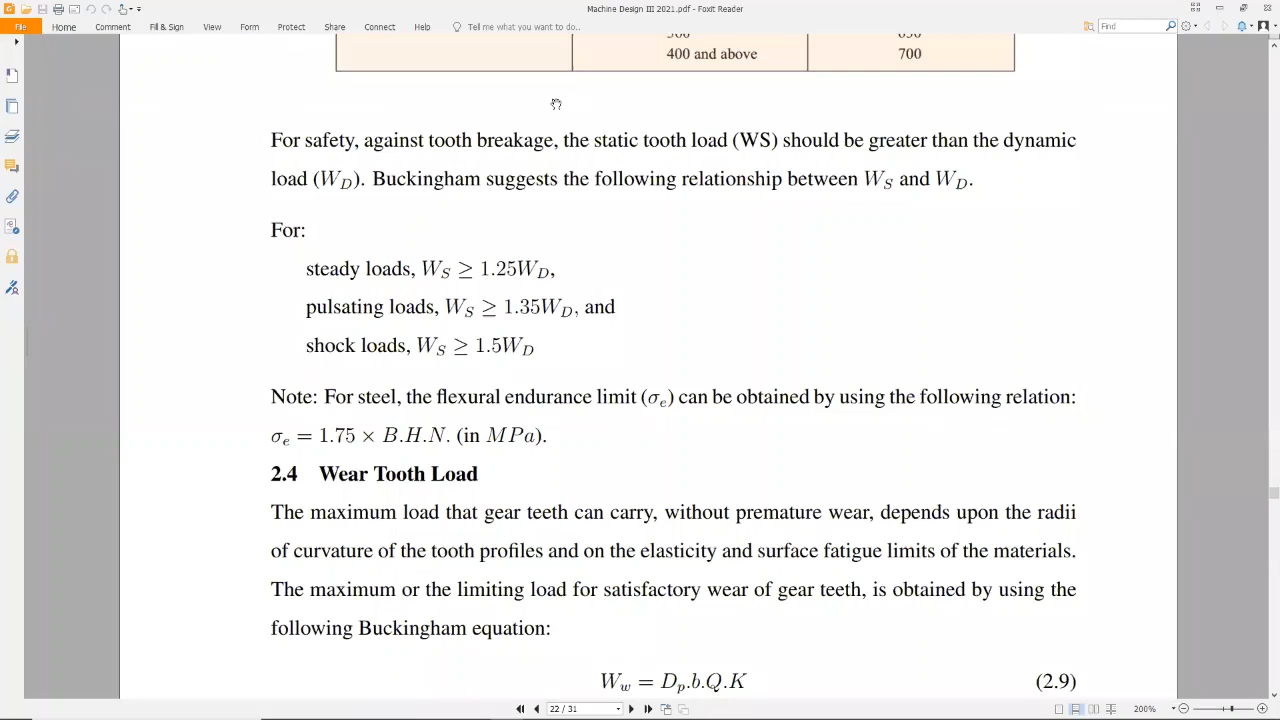 Machine Design III 2021.pdf - Foxit Reader
File Home Comment Fill & Sign View Form Protect Share Connect Help Tell me what you want to do.. Find
400 and above 700
For safety, against tooth breakage, the static tooth load (WS) should be greater than the dynamic
load (W_D). Buckingham suggests the following relationship between W_S and W_D.
For:
steady loads, W_S ≥ 1.25W_D,
pulsating loads, W_S ≥ 1.35W_D, and
shock loads, W_S ≥ 1.5W_D
Note: For steel, the flexural endurance limit (σ_e) can be obtained by using the following relation:
σ_e = 1.75 × B.H.N. (in MPa).
2.4 Wear Tooth Load
The maximum load that gear teeth can carry, without premature wear, depends upon the radii
of curvature of the tooth profiles and on the elasticity and surface fatigue limits of the materials.
The maximum or the limiting load for satisfactory wear of gear teeth, is obtained by using the
following Buckingham equation:
W_w = D_p.b.Q.K (2.9)
22 / 31 200%